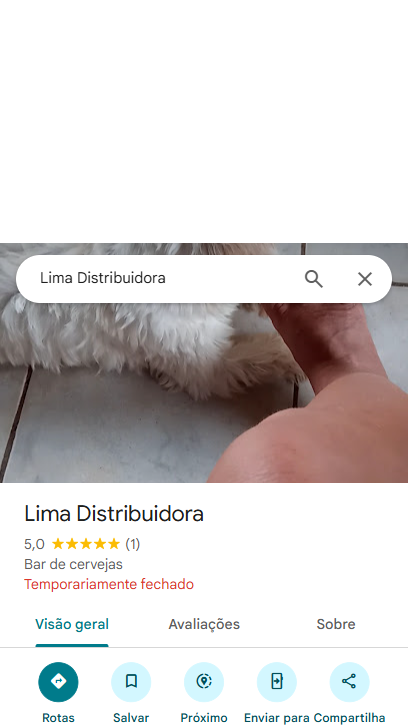 Lima Distribuidora
Lima Distribuidora
5,0 (1)
Bar de cervejas
Temporariamente fechado
Visão geral Avaliações Sobre
Rotas Salvar Próximo Enviar para Compartilha